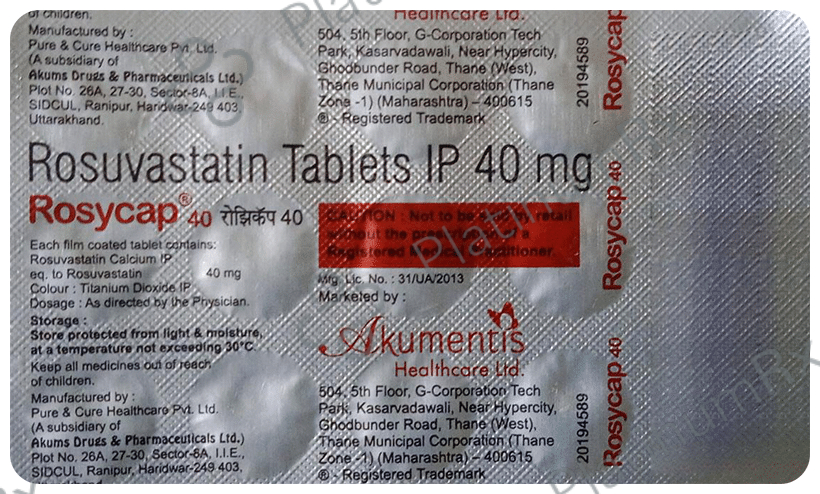 of children.
Manufactured by :
Pure & Cure Healthcare Pvt. Ltd.
(A subsidiary of
Akums Drugs & Pharmaceuticals Ltd.)
Plot No. 26A, 27-30, Sector-8A, I.I.E.,
SIDCUL, Ranipur, Haridwar-249 403,
Uttarakhand.
Healthcare Ltd.
504, 5th Floor, G-Corporation Tech
Park, Kasarvadawali, Near Hypercity,
Ghodbunder Road, Thane (West),
Thane Municipal Corporation (Thane
Zone -1) (Maharashtra) – 400615
® - Registered Trademark
20194589
Rosycap
Rosuvastatin Tablets IP 40 mg
Rosycap® 40 रोझिकॅप 40
Each film coated tablet contains:
Rosuvastatin Calcium IP
eq. to Rosuvastatin 40 mg
Colour : Titanium Dioxide IP
Dosage : As directed by the Physician.
Storage :
Store protected from light & moisture,
at a temperature not exceeding 30°C.
Keep all medicines out of reach
of children.
Manufactured by :
Pure & Cure Healthcare Pvt. Ltd.
(A subsidiary of
Akums Drugs & Pharmaceuticals Ltd.)
Plot No. 26A, 27-30, Sector-8A, I.I.E.,
SIDCUL, Ranipur, Haridwar-249 403,
CAUTION : Not to be sold by retail
without the prescription of a
Registered Medical Practitioner.
Mfg. Lic. No. : 31/UA/2013
Marketed by :
Akumentis
Healthcare Ltd.
504, 5th Floor, G-Corporation Tech
Park, Kasarvadawali, Near Hypercity,
Ghodbunder Road, Thane (West),
Thane Municipal Corporation (Thane
Zone -1) (Maharashtra) – 400615
® - Registered Trademark
Rosycap 40
20194589
Rosycap 40